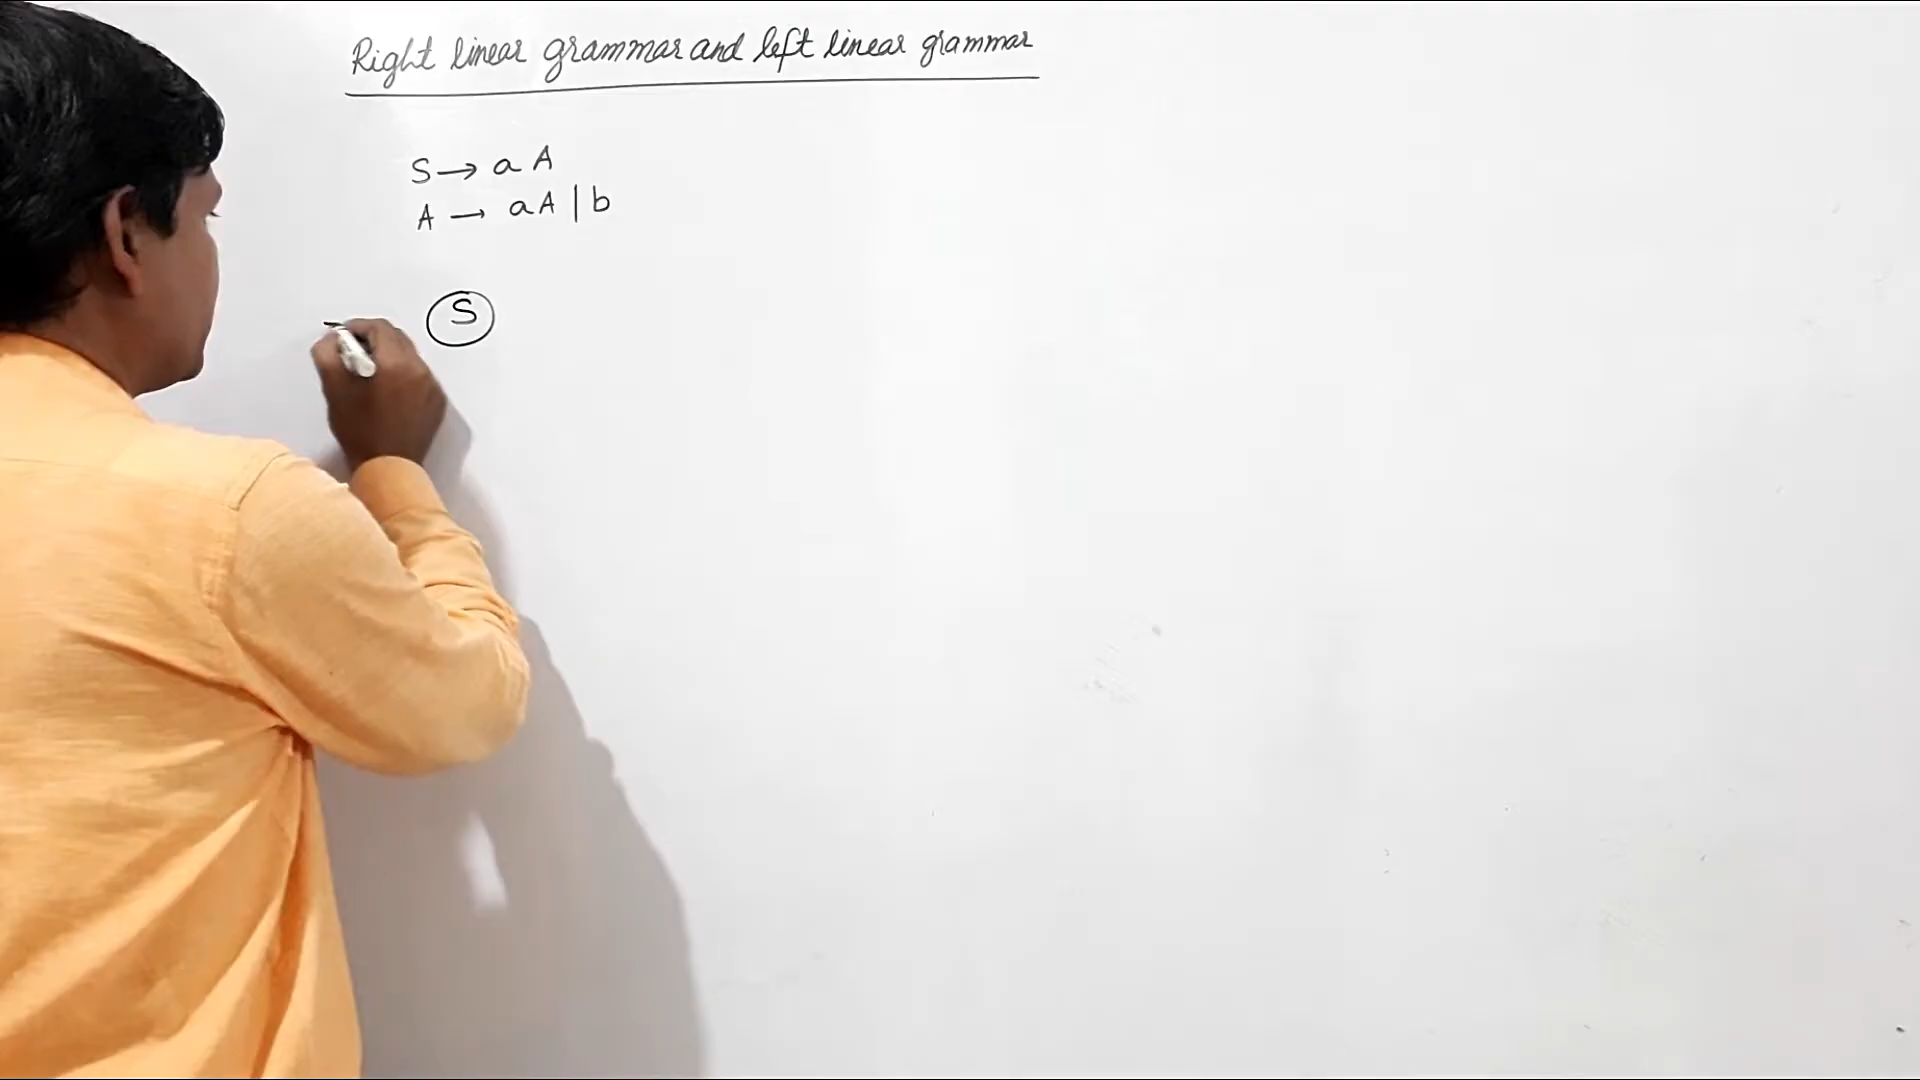 Right linear grammar and left linear grammar
S → a A
A → aA | b
S